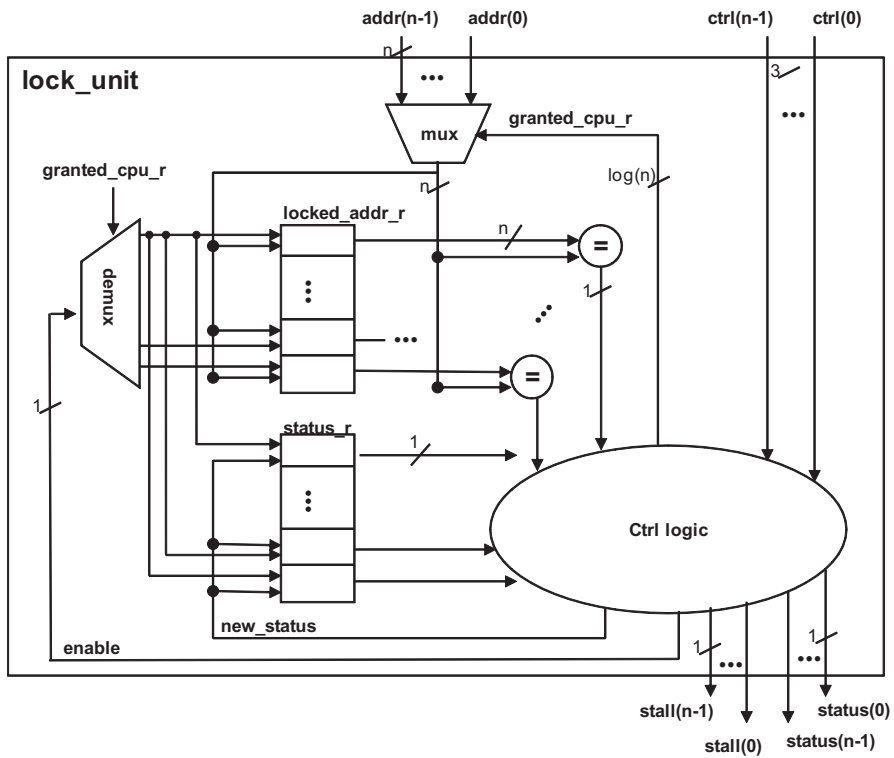 addr(n-1) addr(0) ctrl(n-1) ctrl(0)
n
3
lock_unit
•••
•••
mux
granted_cpu_r
granted_cpu_r
n
log(n)
locked_addr_r
n
=
demux
•••
1
•••
•••
=
1
status_r
1
•••
Ctrl logic
new_status
enable
1
•••
•••
1
stall(n-1)
status(0)
stall(0)
status(n-1)